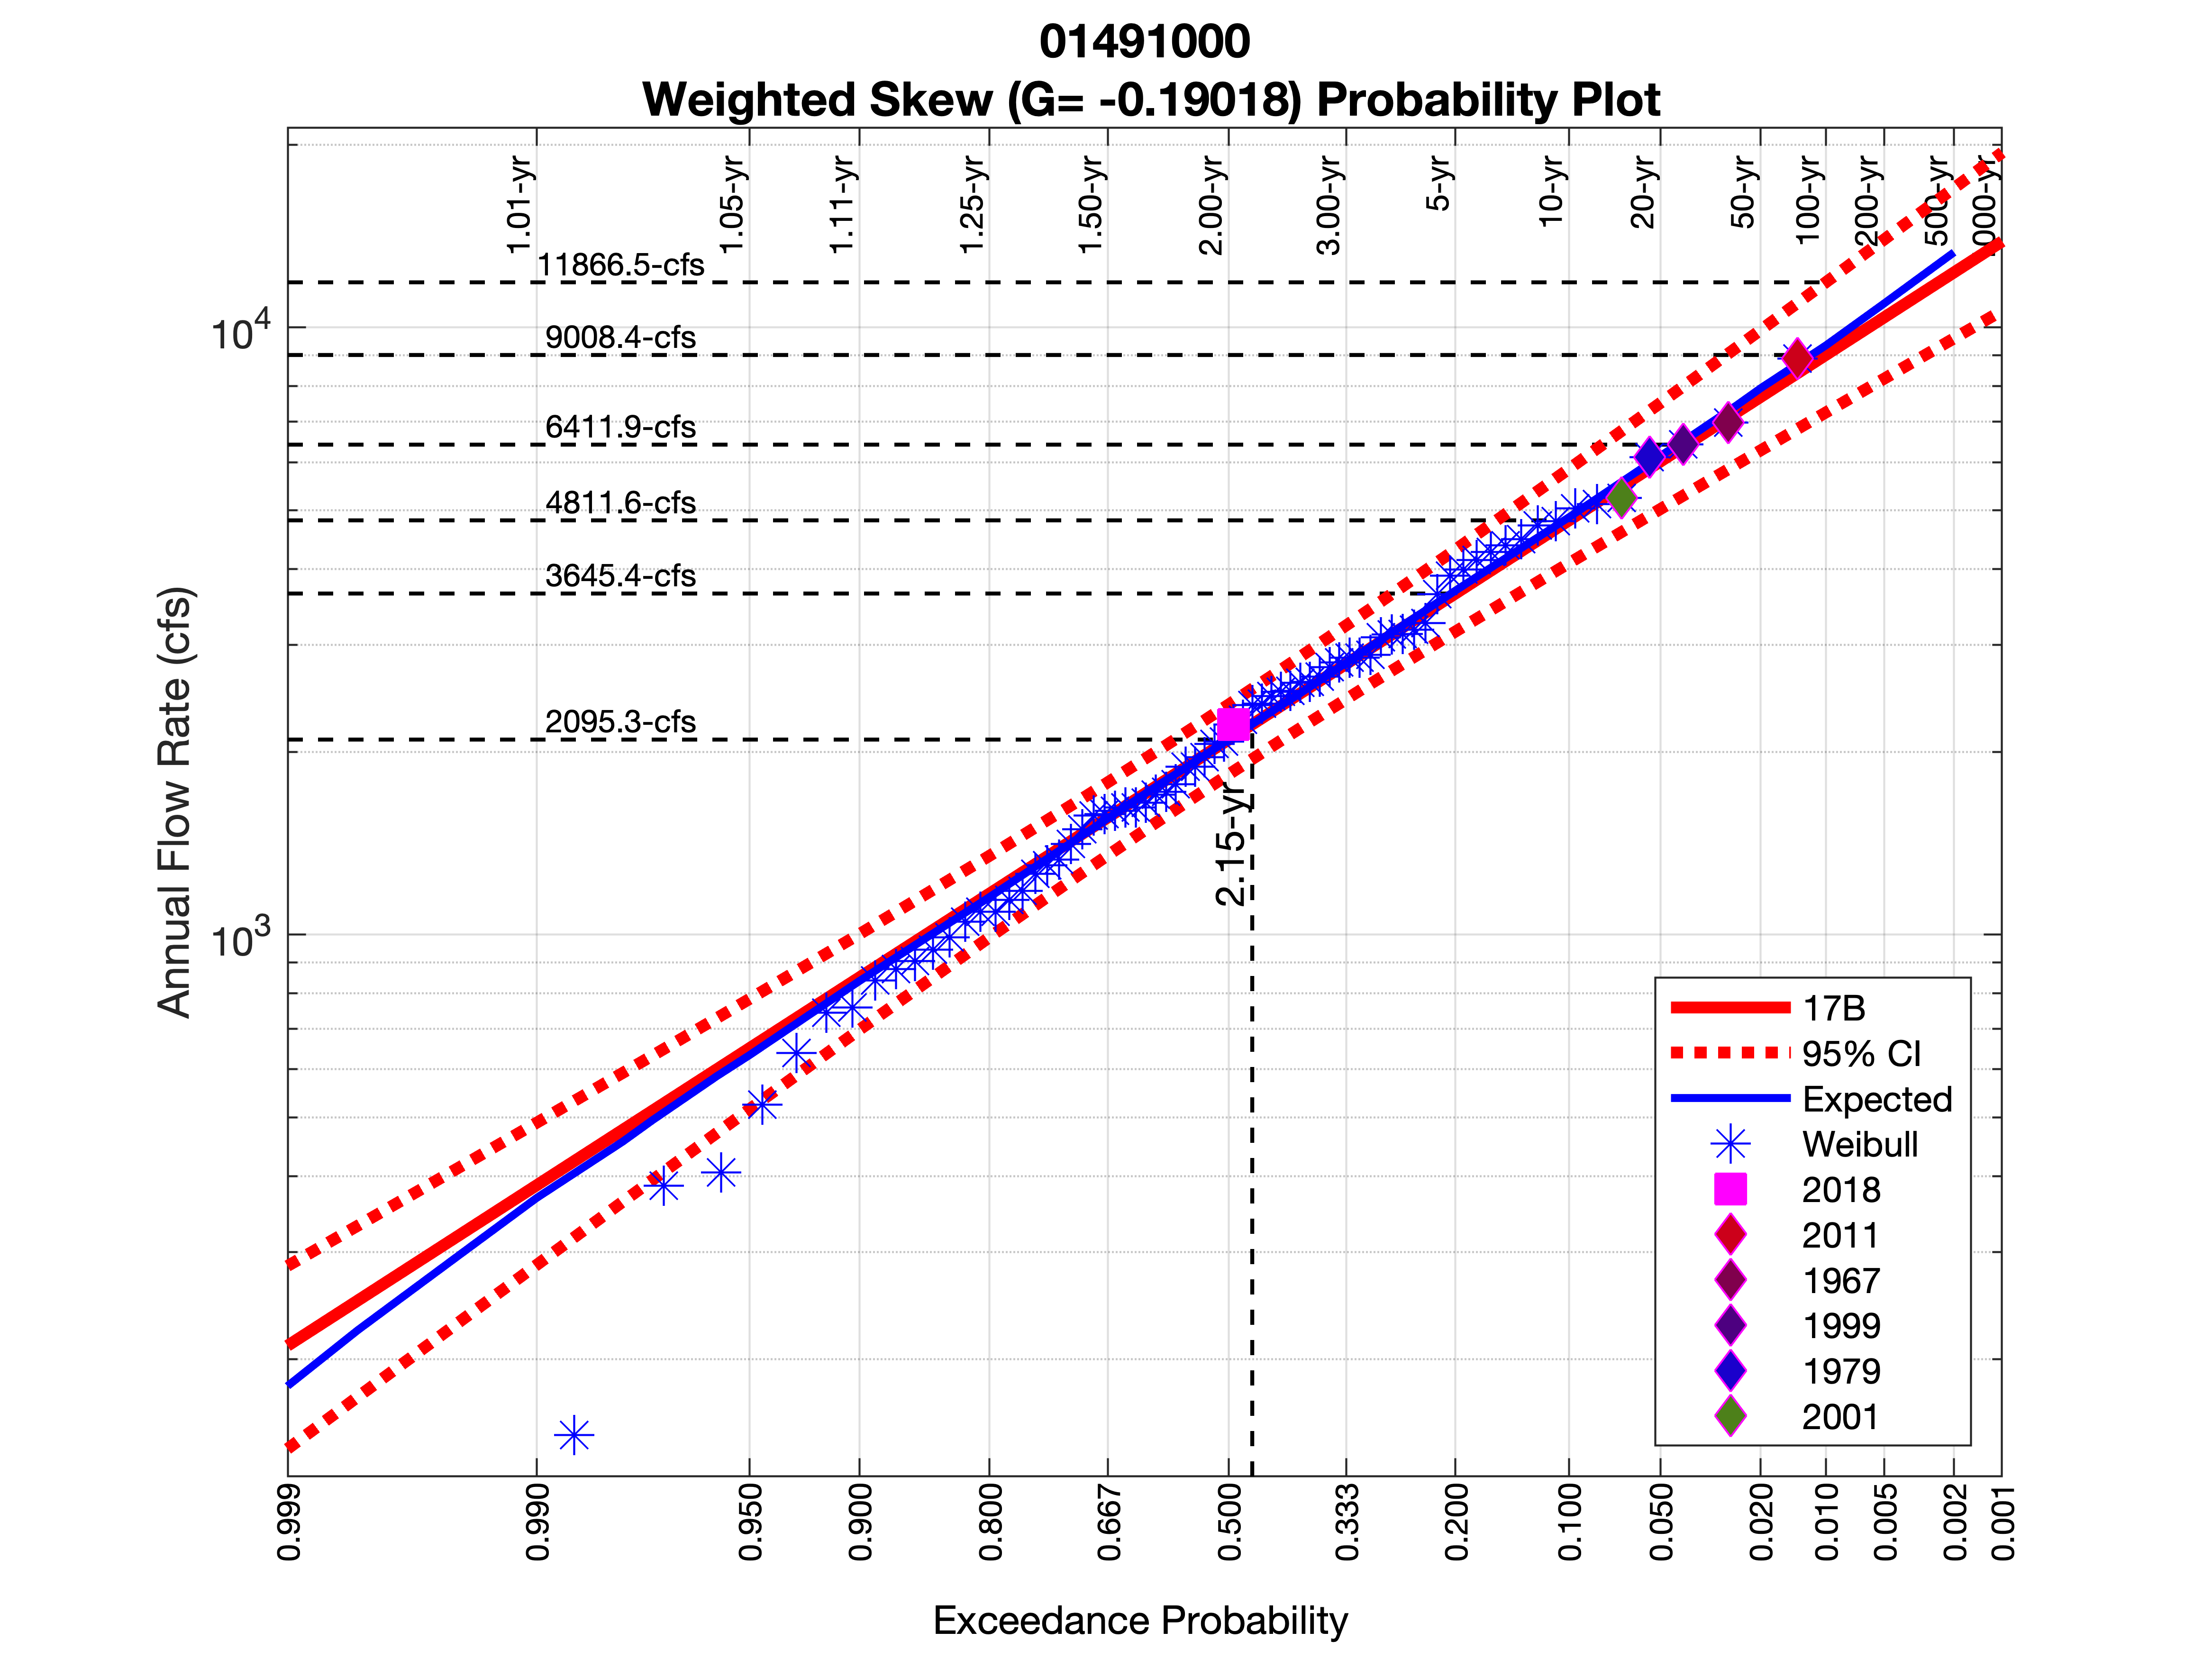 01491000
Weighted Skew (G= -0.19018) Probability Plot
1.01-yr
1.05-yr
1.11-yr
1.25-yr
1.50-yr
2.00-yr
3.00-yr
5-yr
10-yr
20-yr
50-yr
100-yr
200-yr
500-yr
000-yr
11866.5-cfs
9008.4-cfs
6411.9-cfs
4811.6-cfs
3645.4-cfs
2095.3-cfs
2.15-yr
10^4
10^3
Annual Flow Rate (cfs)
17B
95% CI
Expected
Weibull
2018
2011
1967
1999
1979
2001
0.999
0.990
0.950
0.900
0.800
0.667
0.500
0.333
0.200
0.100
0.050
0.020
0.010
0.005
0.002
0.001
Exceedance Probability